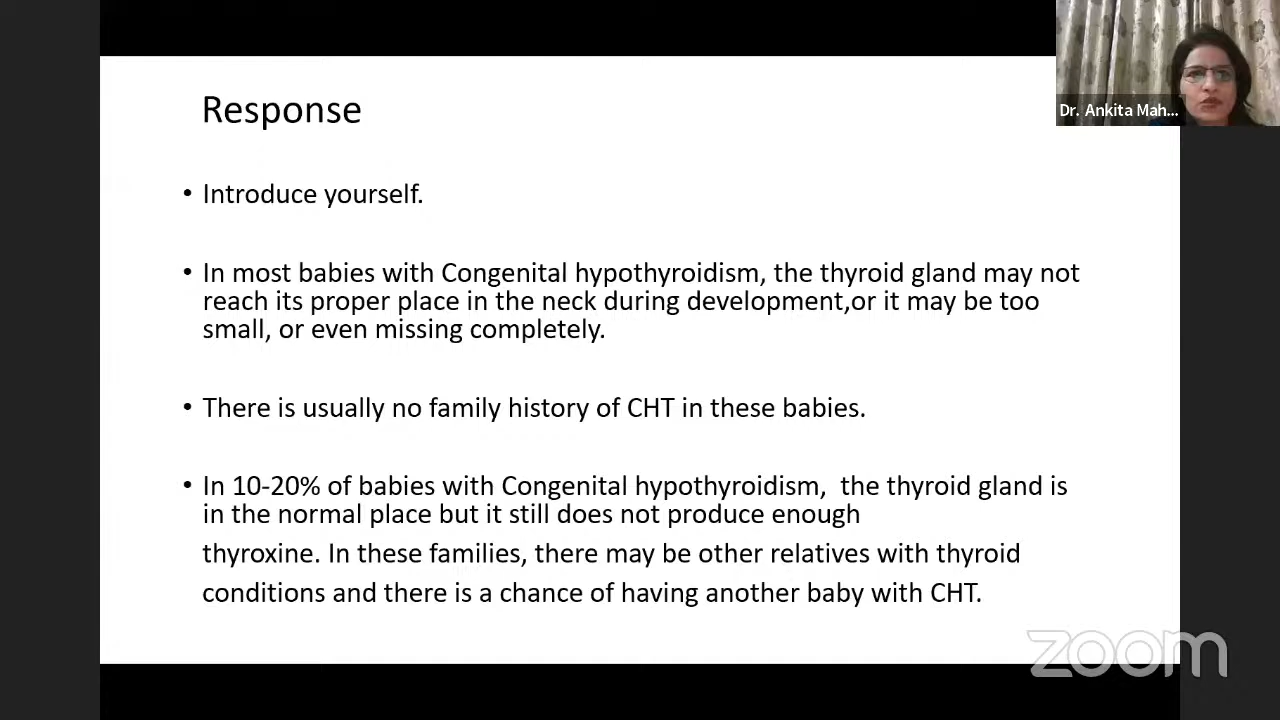 Dr. Ankita Mah...
Response
• Introduce yourself.
• In most babies with Congenital hypothyroidism, the thyroid gland may not
reach its proper place in the neck during development,or it may be too
small, or even missing completely.
• There is usually no family history of CHT in these babies.
• In 10-20% of babies with Congenital hypothyroidism,  the thyroid gland is
in the normal place but it still does not produce enough
thyroxine. In these families, there may be other relatives with thyroid
conditions and there is a chance of having another baby with CHT.
zoom